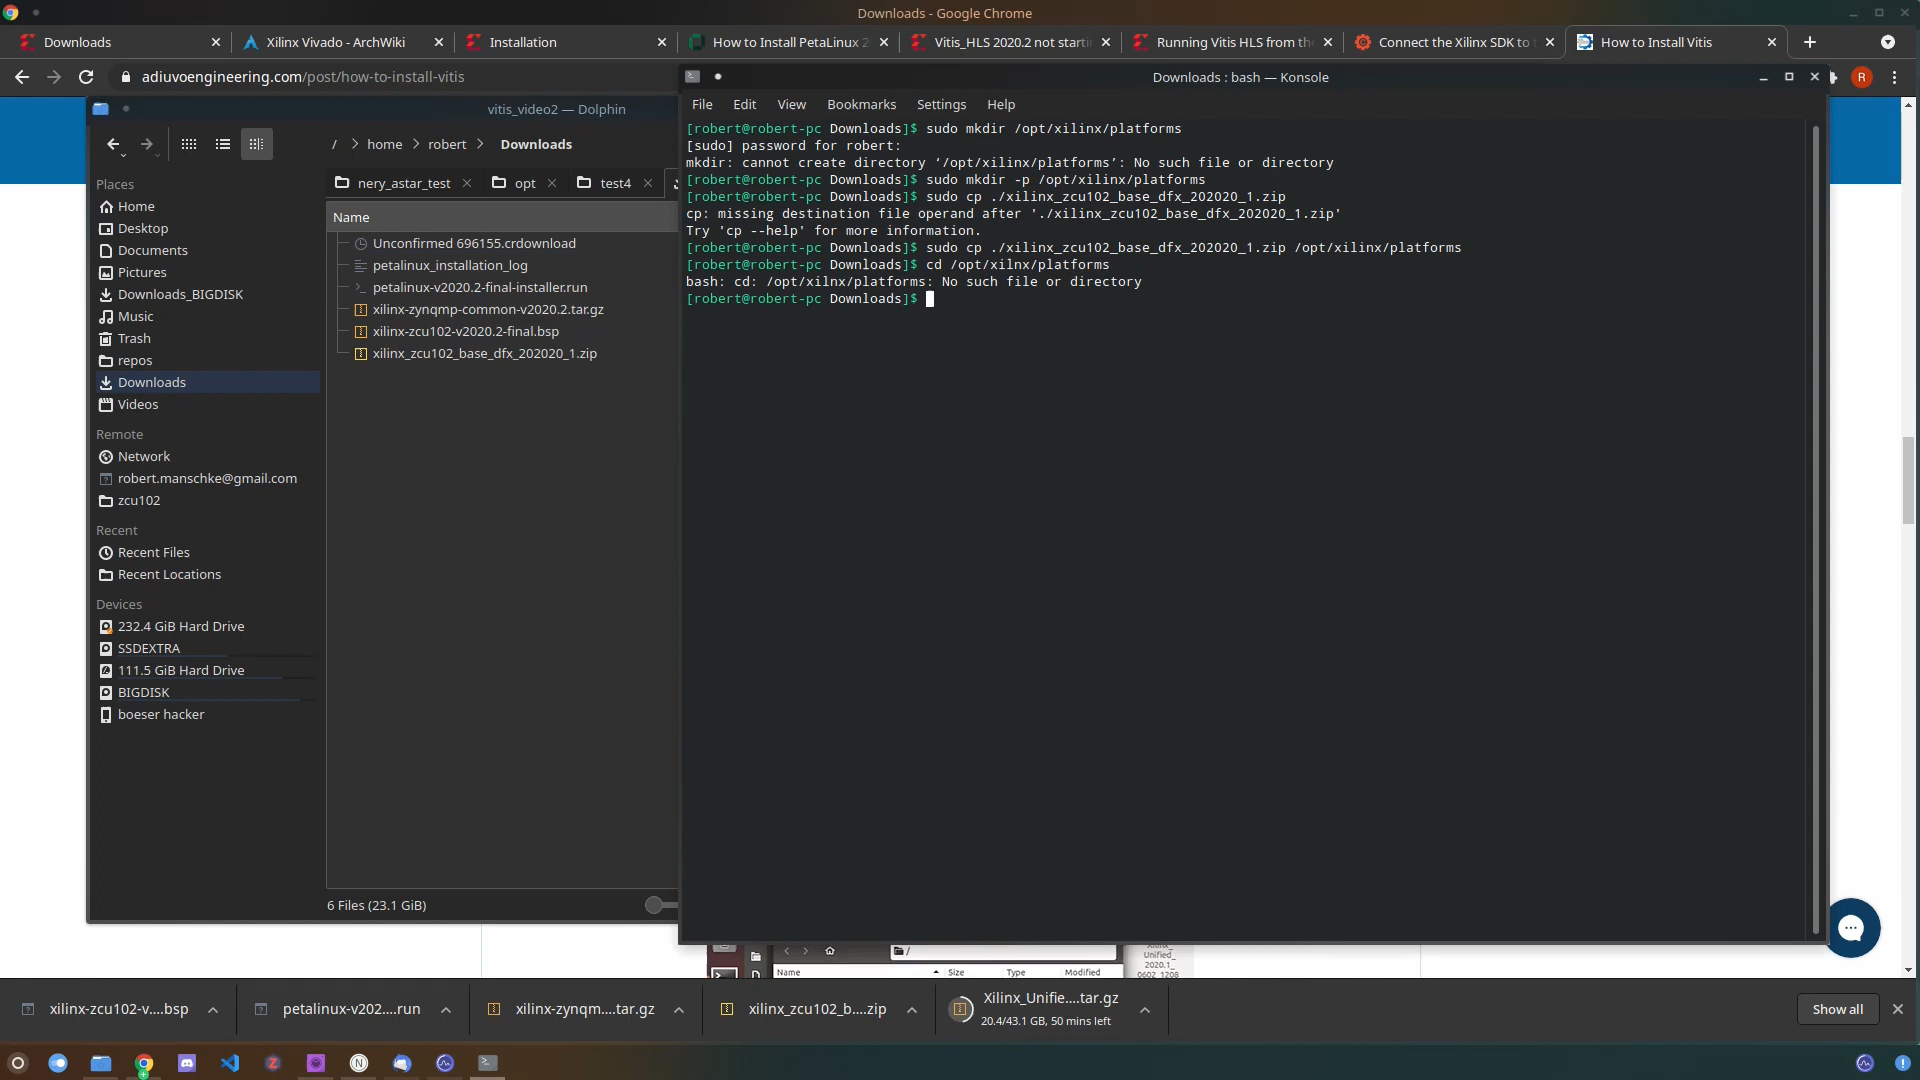 Downloads - Google Chrome
Downloads
Xilinx Vivado - ArchWiki
Installation
How to Install PetaLinux 2
Vitis_HLS 2020.2 not starti
Running Vitis HLS from th
Connect the Xilinx SDK to
How to Install Vitis
adiuvoengineering.com/post/how-to-install-vitis
R
vitis_video2 — Dolphin
/ > home > robert > Downloads
Places
Home
Desktop
Documents
Pictures
Downloads_BIGDISK
Music
Trash
repos
Downloads
Videos
Remote
Network
robert.manschke@gmail.com
zcu102
Recent
Recent Files
Recent Locations
Devices
232.4 GiB Hard Drive
SSDEXTRA
111.5 GiB Hard Drive
BIGDISK
boeser hacker
nery_astar_test
opt
test4
Name
Unconfirmed 696155.crdownload
petalinux_installation_log
petalinux-v2020.2-final-installer.run
xilinx-zynqmp-common-v2020.2.tar.gz
xilinx-zcu102-v2020.2-final.bsp
xilinx_zcu102_base_dfx_202020_1.zip
6 Files (23.1 GiB)
Downloads : bash — Konsole
File Edit View Bookmarks Settings Help
[robert@robert-pc Downloads]$ sudo mkdir /opt/xilinx/platforms
[sudo] password for robert:
mkdir: cannot create directory ‘/opt/xilinx/platforms’: No such file or directory
[robert@robert-pc Downloads]$ sudo mkdir -p /opt/xilinx/platforms
[robert@robert-pc Downloads]$ sudo cp ./xilinx_zcu102_base_dfx_202020_1.zip
cp: missing destination file operand after './xilinx_zcu102_base_dfx_202020_1.zip'
Try 'cp --help' for more information.
[robert@robert-pc Downloads]$ sudo cp ./xilinx_zcu102_base_dfx_202020_1.zip /opt/xilinx/platforms
[robert@robert-pc Downloads]$ cd /opt/xilnx/platforms
bash: cd: /opt/xilnx/platforms: No such file or directory
[robert@robert-pc Downloads]$
/
Name Size Type Modified
Unified_
2020.1_
0602_1208
xilinx-zcu102-v....bsp
petalinux-v202....run
xilinx-zynqm....tar.gz
xilinx_zcu102_b....zip
Xilinx_Unifie....tar.gz
20.4/43.1 GB, 50 mins left
Show all